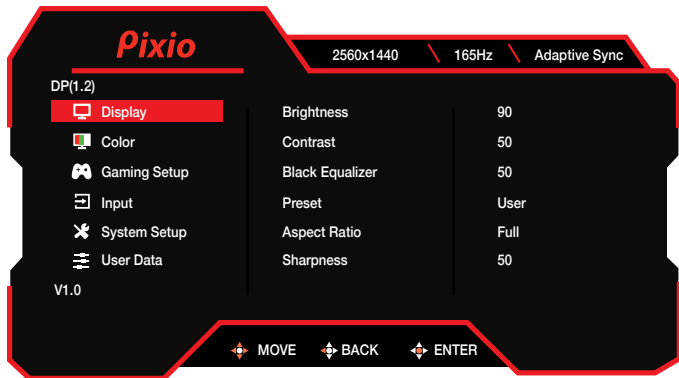 Pixio
2560x1440 \ 165Hz \ Adaptive Sync
DP(1.2)
Display Brightness 90
Color Contrast 50
Gaming Setup Black Equalizer 50
Input Preset User
System Setup Aspect Ratio Full
User Data Sharpness 50
V1.0
MOVE BACK ENTER